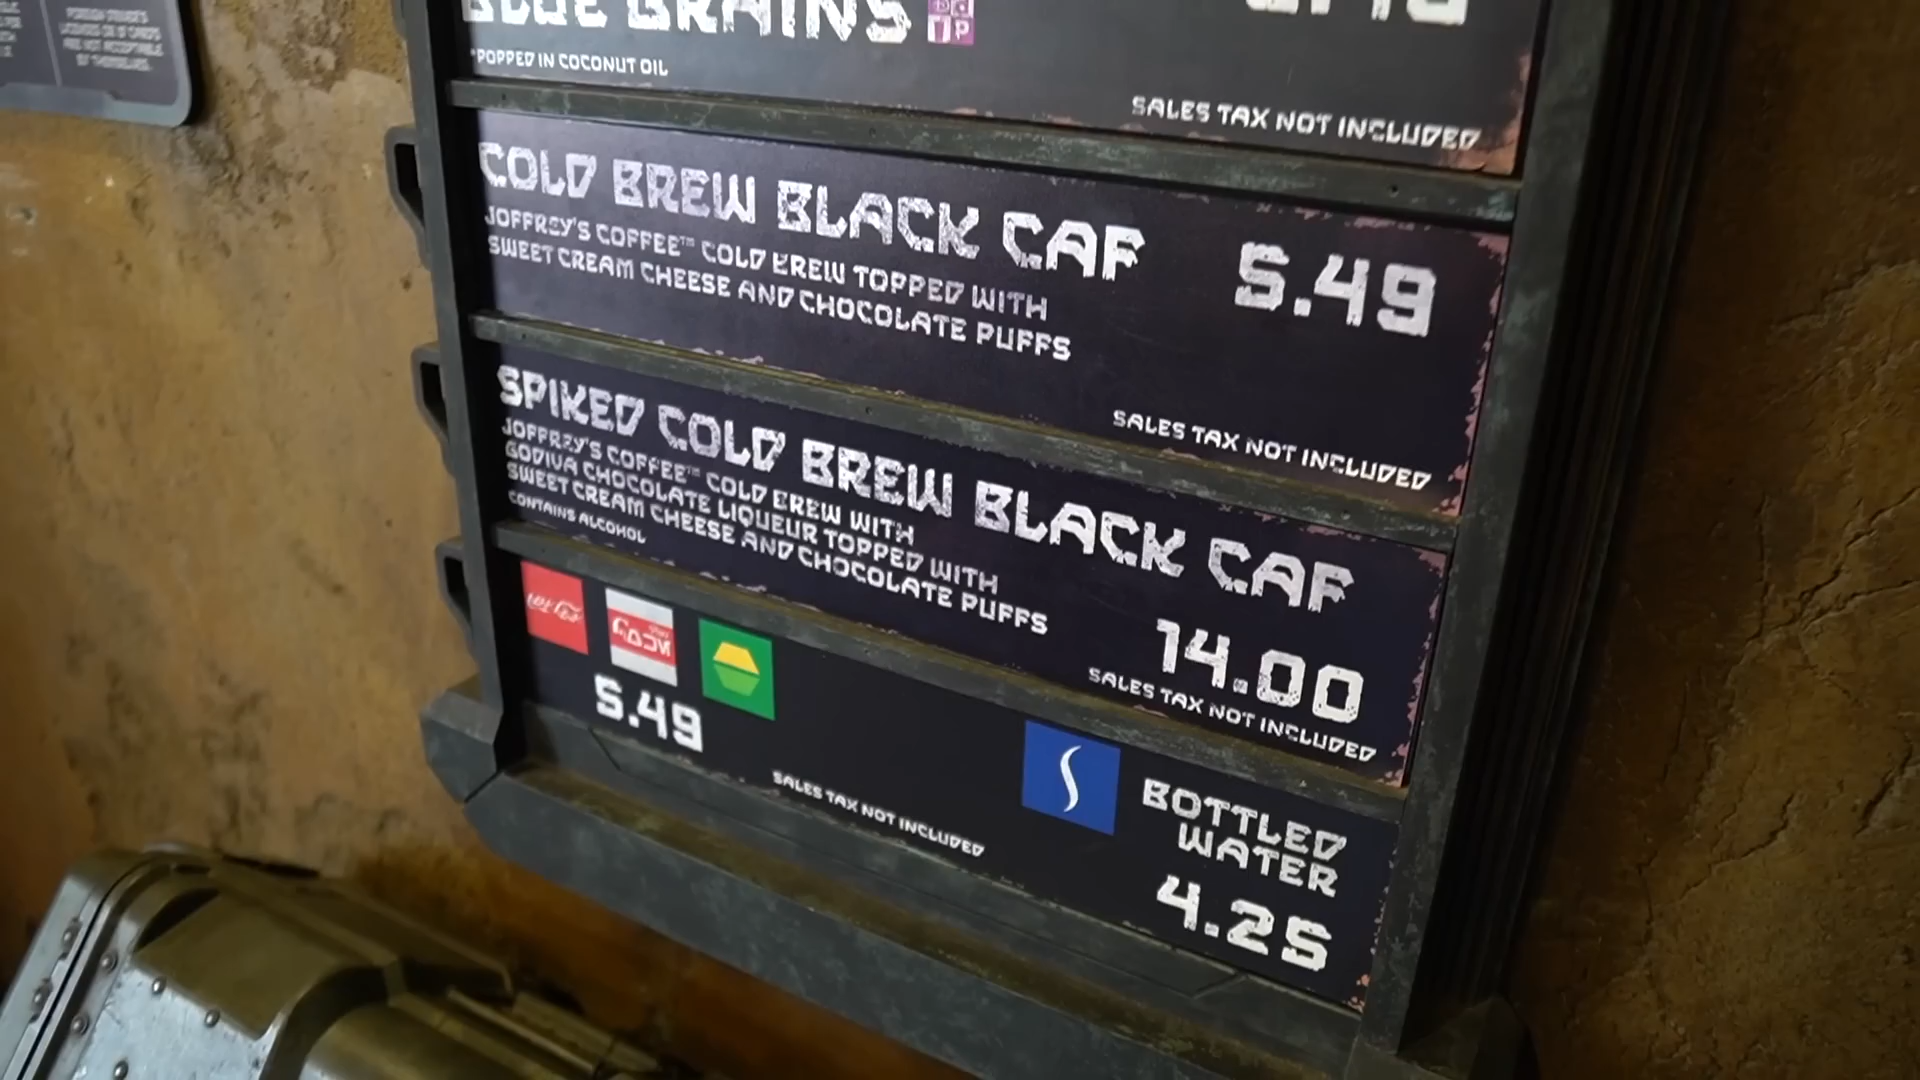 BLUE GRAINS
*POPPED IN COCONUT OIL
SALES TAX NOT INCLUDED
COLD BREW BLACK CAF
5.49
JOFFREY'S COFFEE™ COLD BREW TOPPED WITH
SWEET CREAM CHEESE AND CHOCOLATE PUFFS
SALES TAX NOT INCLUDED
SPIKED COLD BREW BLACK CAF
JOFFREY'S COFFEE™ COLD BREW WITH
GODIVA CHOCOLATE LIQUEUR TOPPED WITH
SWEET CREAM CHEESE AND CHOCOLATE PUFFS
CONTAINS ALCOHOL
14.00
SALES TAX NOT INCLUDED
5.49
SALES TAX NOT INCLUDED
BOTTLED
WATER
4.25